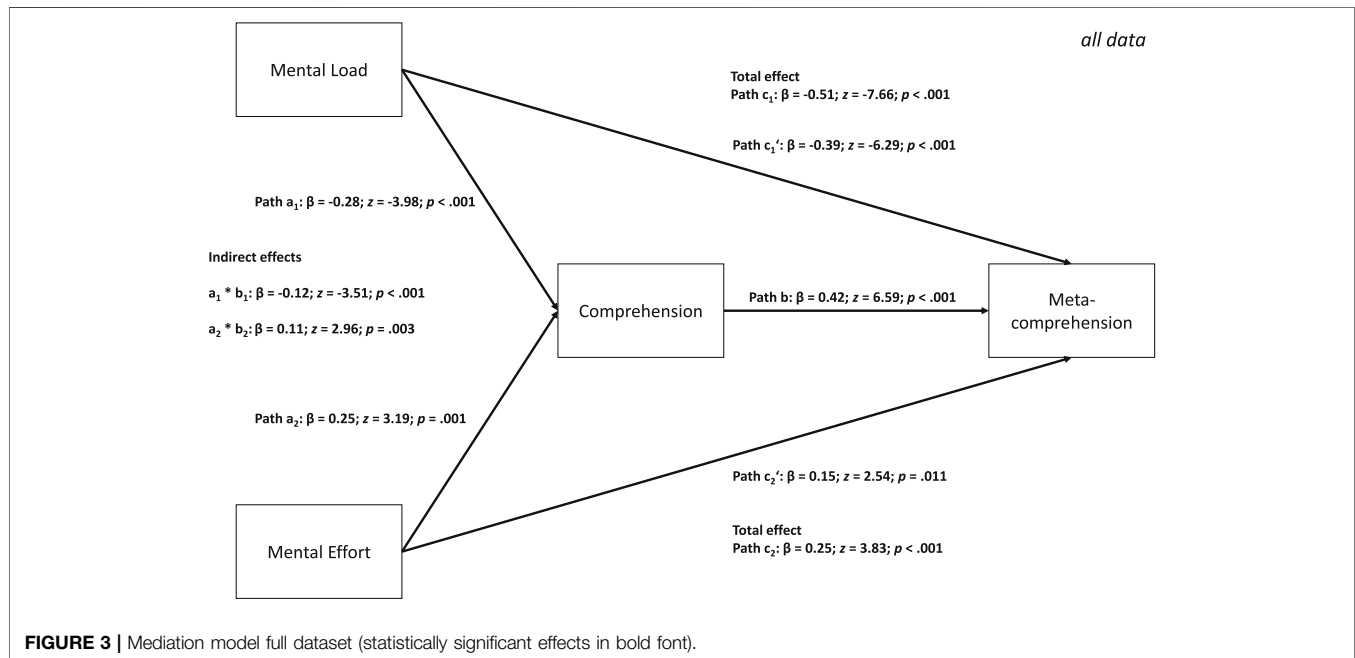 all data
Mental Load
Total effect
Path c₁: β = -0.51; z = -7.66; p < .001
Path c₁‘: β = -0.39; z = -6.29; p < .001
Path a₁: β = -0.28; z = -3.98; p < .001
Indirect effects
a₁ * b₁: β = -0.12; z = -3.51; p < .001
a₂ * b₂: β = 0.11; z = 2.96; p = .003
Comprehension
Path b: β = 0.42; z = 6.59; p < .001
Meta-
comprehension
Path a₂: β = 0.25; z = 3.19; p = .001
Path c₂‘: β = 0.15; z = 2.54; p = .011
Total effect
Path c₂: β = 0.25; z = 3.83; p < .001
Mental Effort
FIGURE 3 | Mediation model full dataset (statistically significant effects in bold font).